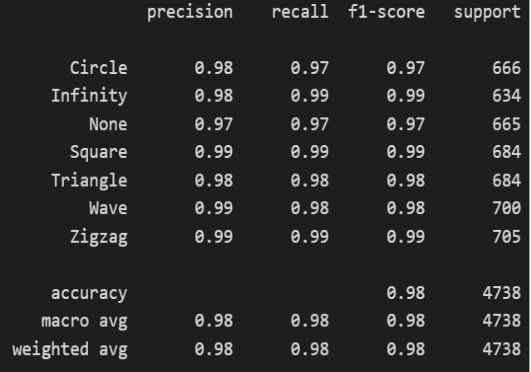 precision recall f1-score support
Circle 0.98 0.97 0.97 666
Infinity 0.98 0.99 0.99 634
None 0.97 0.97 0.97 665
Square 0.99 0.99 0.99 684
Triangle 0.98 0.98 0.98 684
Wave 0.99 0.98 0.98 700
Zigzag 0.99 0.99 0.99 705
accuracy 0.98 4738
macro avg 0.98 0.98 0.98 4738
weighted avg 0.98 0.98 0.98 4738